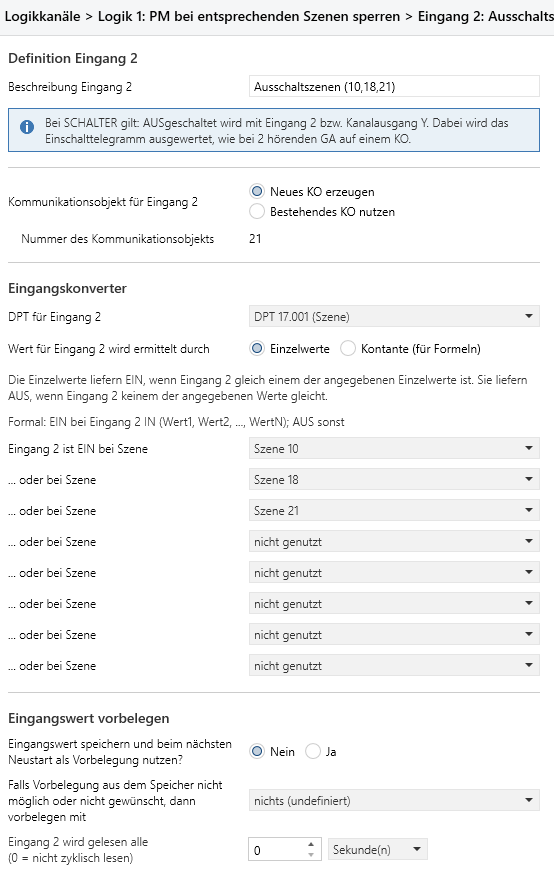 Logikkanäle > Logik 1: PM bei entsprechenden Szenen sperren > Eingang 2: Ausschalts
Definition Eingang 2
Beschreibung Eingang 2
Ausschaltszenen (10,18,21)
Bei SCHALTER gilt: AUSgeschaltet wird mit Eingang 2 bzw. Kanalausgang Y. Dabei wird das
Einschalttelegramm ausgewertet, wie bei 2 hörenden GA auf einem KO.
Kommunikationsobjekt für Eingang 2
Neues KO erzeugen
Bestehendes KO nutzen
Nummer des Kommunikationsobjekts
21
Eingangskonverter
DPT für Eingang 2
DPT 17.001 (Szene)
Wert für Eingang 2 wird ermittelt durch
Einzelwerte
Kontante (für Formeln)
Die Einzelwerte liefern EIN, wenn Eingang 2 gleich einem der angegebenen Einzelwerte ist. Sie liefern
AUS, wenn Eingang 2 keinem der angegebenen Werte gleicht.
Formal: EIN bei Eingang 2 IN (Wert1, Wert2, ..., WertN); AUS sonst
Eingang 2 ist EIN bei Szene
Szene 10
... oder bei Szene
Szene 18
... oder bei Szene
Szene 21
... oder bei Szene
nicht genutzt
... oder bei Szene
nicht genutzt
... oder bei Szene
nicht genutzt
... oder bei Szene
nicht genutzt
... oder bei Szene
nicht genutzt
Eingangswert vorbelegen
Eingangswert speichern und beim nächsten
Neustart als Vorbelegung nutzen?
Nein
Ja
Falls Vorbelegung aus dem Speicher nicht
möglich oder nicht gewünscht, dann
vorbelegen mit
nichts (undefiniert)
Eingang 2 wird gelesen alle
(0 = nicht zyklisch lesen)
0
Sekunde(n)